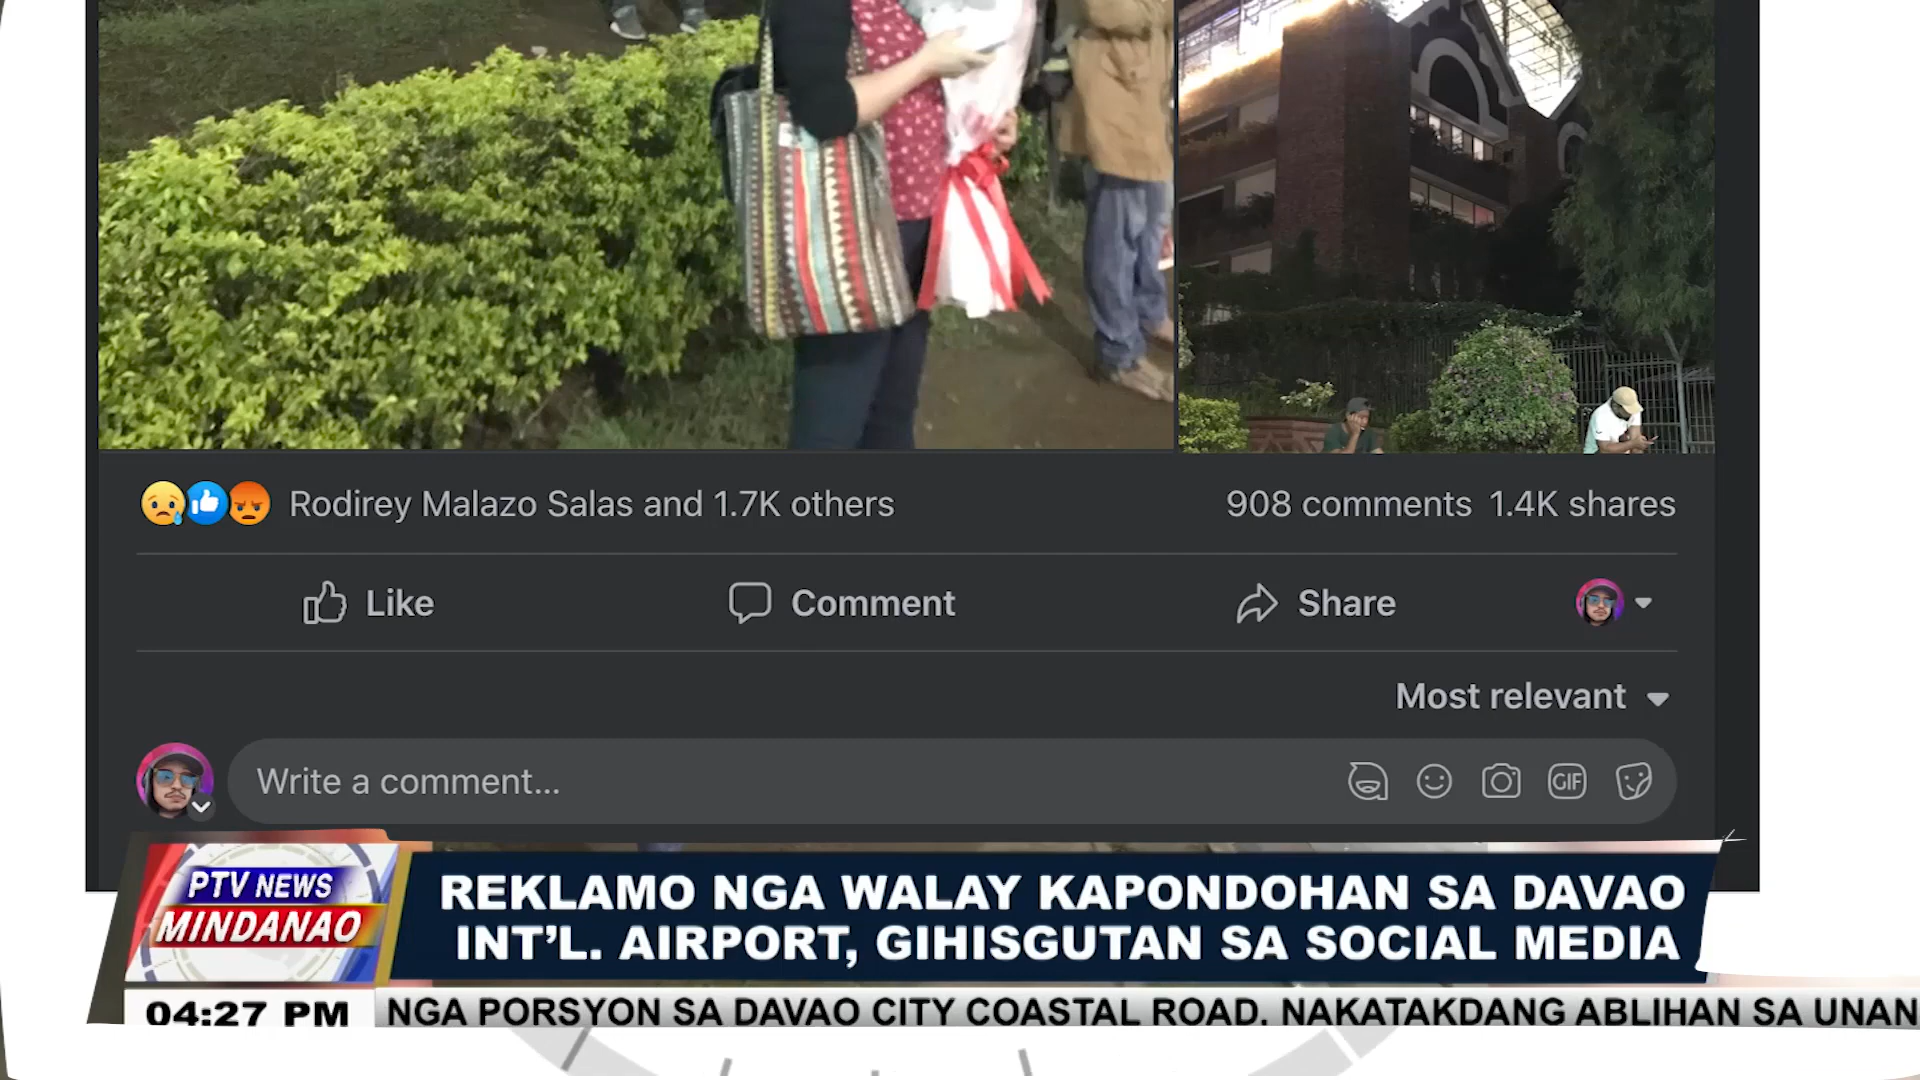 Rodirey Malazo Salas and 1.7K others
908 comments 1.4K shares
Like
Comment
Share
Most relevant
Write a comment...
GIF
PTV NEWS
MINDANAO
REKLAMO NGA WALAY KAPONDOHAN SA DAVAO
INT'L. AIRPORT, GIHISGUTAN SA SOCIAL MEDIA
04:27 PM
NGA PORSYON SA DAVAO CITY COASTAL ROAD, NAKATAKDANG ABLIHAN SA UNAN